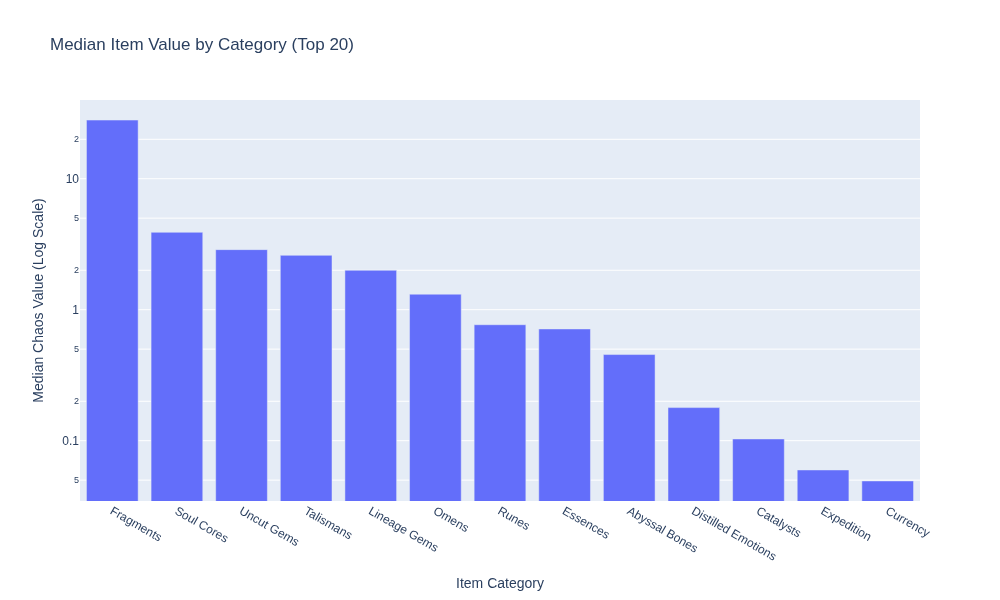 Median Item Value by Category (Top 20)
Median Chaos Value (Log Scale)
2
10
5
2
1
5
2
0.1
5
Fragments
Soul Cores
Uncut Gems
Talismans
Lineage Gems
Omens
Runes
Essences
Abyssal Bones
Distilled Emotions
Catalysts
Expedition
Currency
Item Category